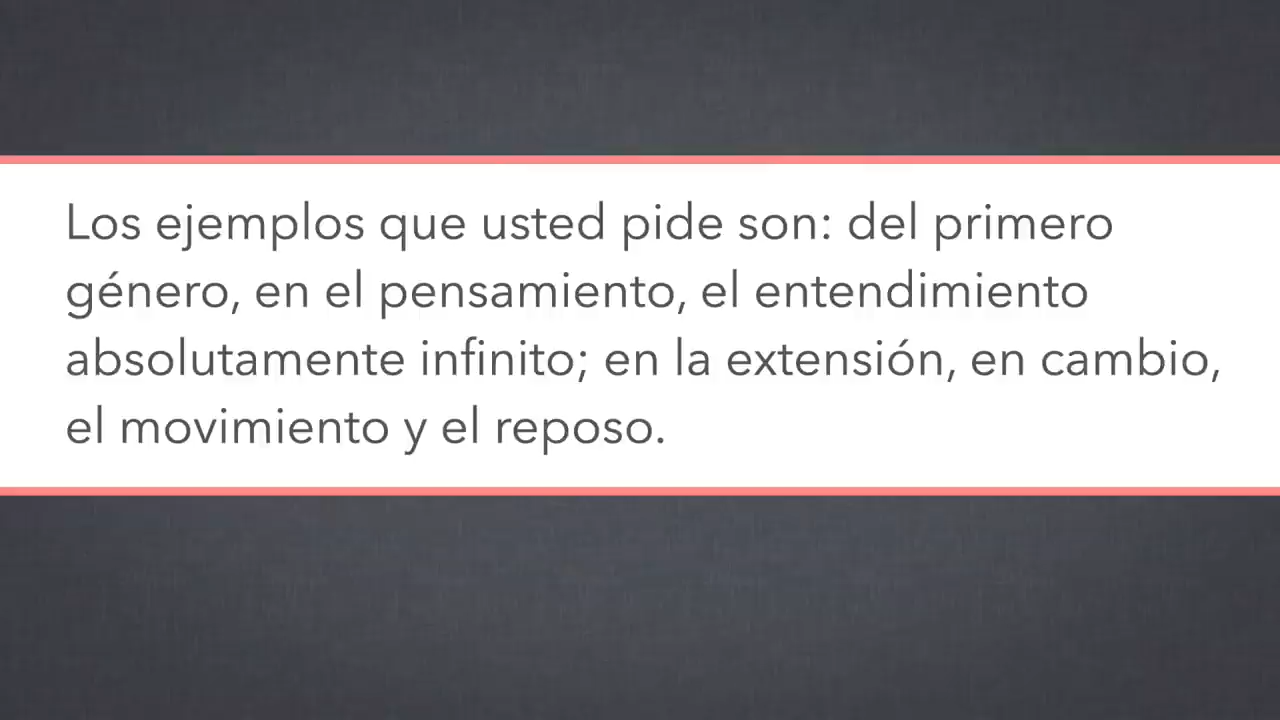 Los ejemplos que usted pide son: del primero
género, en el pensamiento, el entendimiento
absolutamente infinito; en la extensión, en cambio,
el movimiento y el reposo.